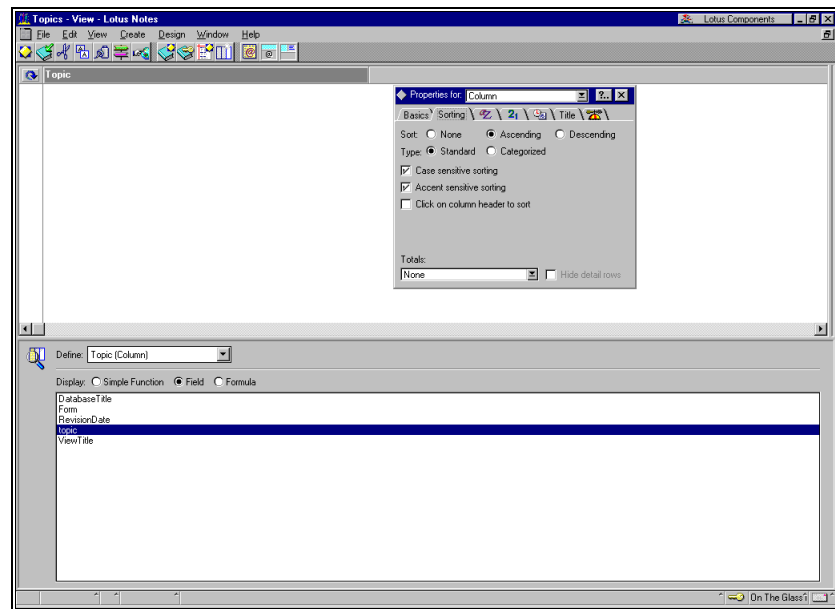 Topics - View - Lotus Notes
Lotus Components
File Edit View Create Design Window Help
Topic
Properties for: Column
?..
Basics Sorting Title
Sort: None Ascending Descending
Type: Standard Categorized
Case sensitive sorting
Accent sensitive sorting
Click on column header to sort
Totals:
None Hide detail rows
Define: Topic (Column)
Display: Simple Function Field Formula
DatabaseTitle
Form
RevisionDate
topic
ViewTitle
On The Glass